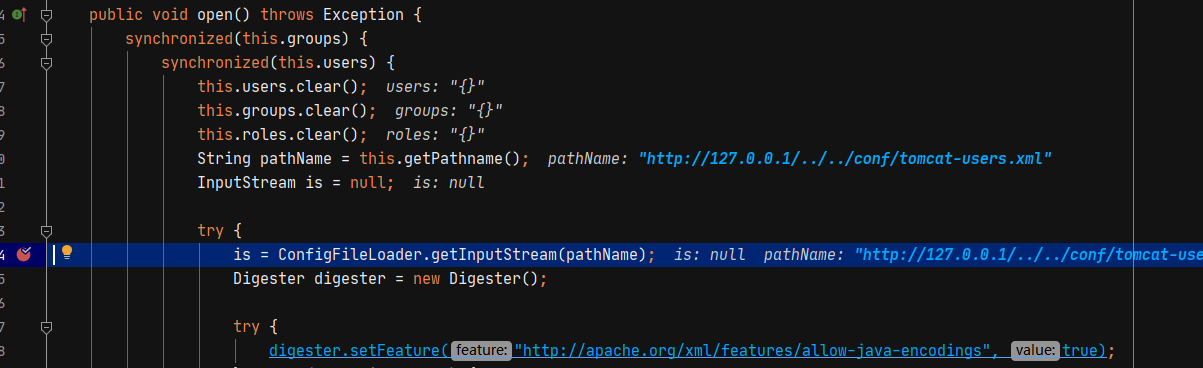 4 public void open() throws Exception {
5 synchronized(this.groups) {
6 synchronized(this.users) {
7 this.users.clear(); users: "{}"
8 this.groups.clear(); groups: "{}"
9 this.roles.clear(); roles: "{}"
0 String pathName = this.getPathname(); pathName: "http://127.0.0.1/../../conf/tomcat-users.xml"
1 InputStream is = null; is: null
2
3 try {
4 is = ConfigFileLoader.getInputStream(pathName); is: null pathName: "http://127.0.0.1/../../conf/tomcat-use
5 Digester digester = new Digester();
6
7 try {
8 digester.setFeature( feature: "http://apache.org/xml/features/allow-java-encodings", value: true);